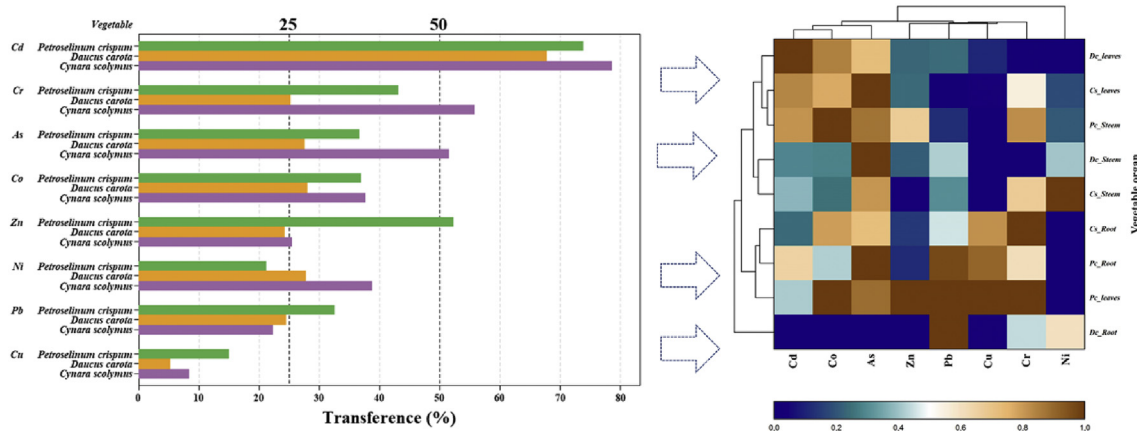 Vegetable 25 50
Cd Petroselinum crispum
Daucus carota
Cynara scolymus
Cr Petroselinum crispum
Daucus carota
Cynara scolymus
As Petroselinum crispum
Daucus carota
Cynara scolymus
Co Petroselinum crispum
Daucus carota
Cynara scolymus
Zn Petroselinum crispum
Daucus carota
Cynara scolymus
Ni Petroselinum crispum
Daucus carota
Cynara scolymus
Pb Petroselinum crispum
Daucus carota
Cynara scolymus
Cu Petroselinum crispum
Daucus carota
Cynara scolymus
0 10 20 30 40 50 60 70 80
Transference (%)
Dc_leaves
Cs_leaves
Pc_Steem
Dc_Steem
Cs_Steem
Cs_Root
Pc_Root
Pc_leaves
Dc_Root
Vegetable organ
Cd Co As Zn Pb Cu Cr Ni
0.0 0.2 0.4 0.6 0.8 1.0